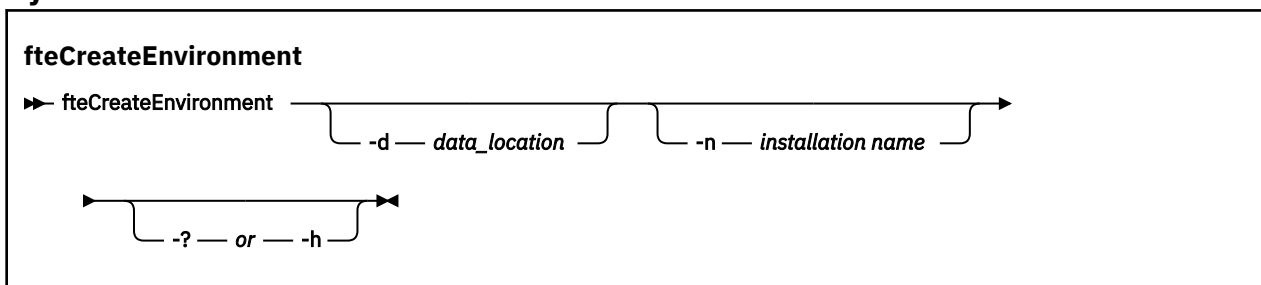 fteCreateEnvironment
fteCreateEnvironment
-d data_location -n installation name
-? or -h